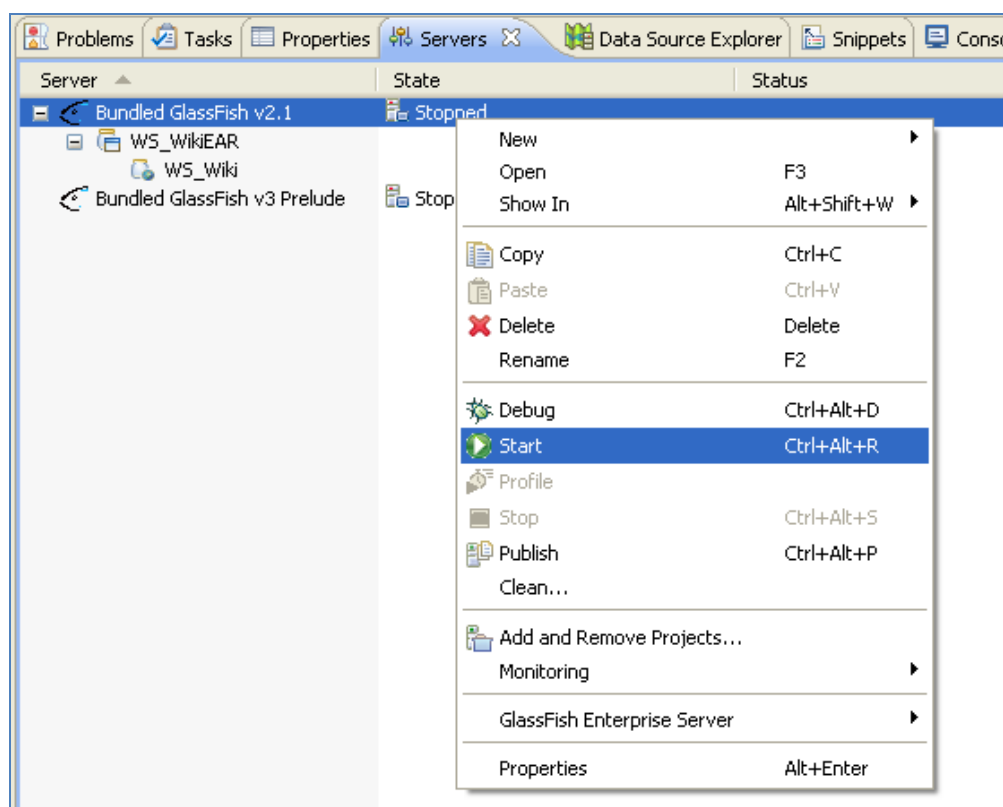 Problems Tasks Properties Servers Data Source Explorer Snippets
Server State Status
Bundled GlassFish v2.1 Stopped
WS_WikiEAR
WS_Wiki
Bundled GlassFish v3 Prelude Stop
New
Open F3
Show In Alt+Shift+W
Copy Ctrl+C
Paste Ctrl+V
Delete Delete
Rename F2
Debug Ctrl+Alt+D
Start Ctrl+Alt+R
Profile
Stop Ctrl+Alt+S
Publish Ctrl+Alt+P
Clean...
Add and Remove Projects...
Monitoring
GlassFish Enterprise Server
Properties Alt+Enter